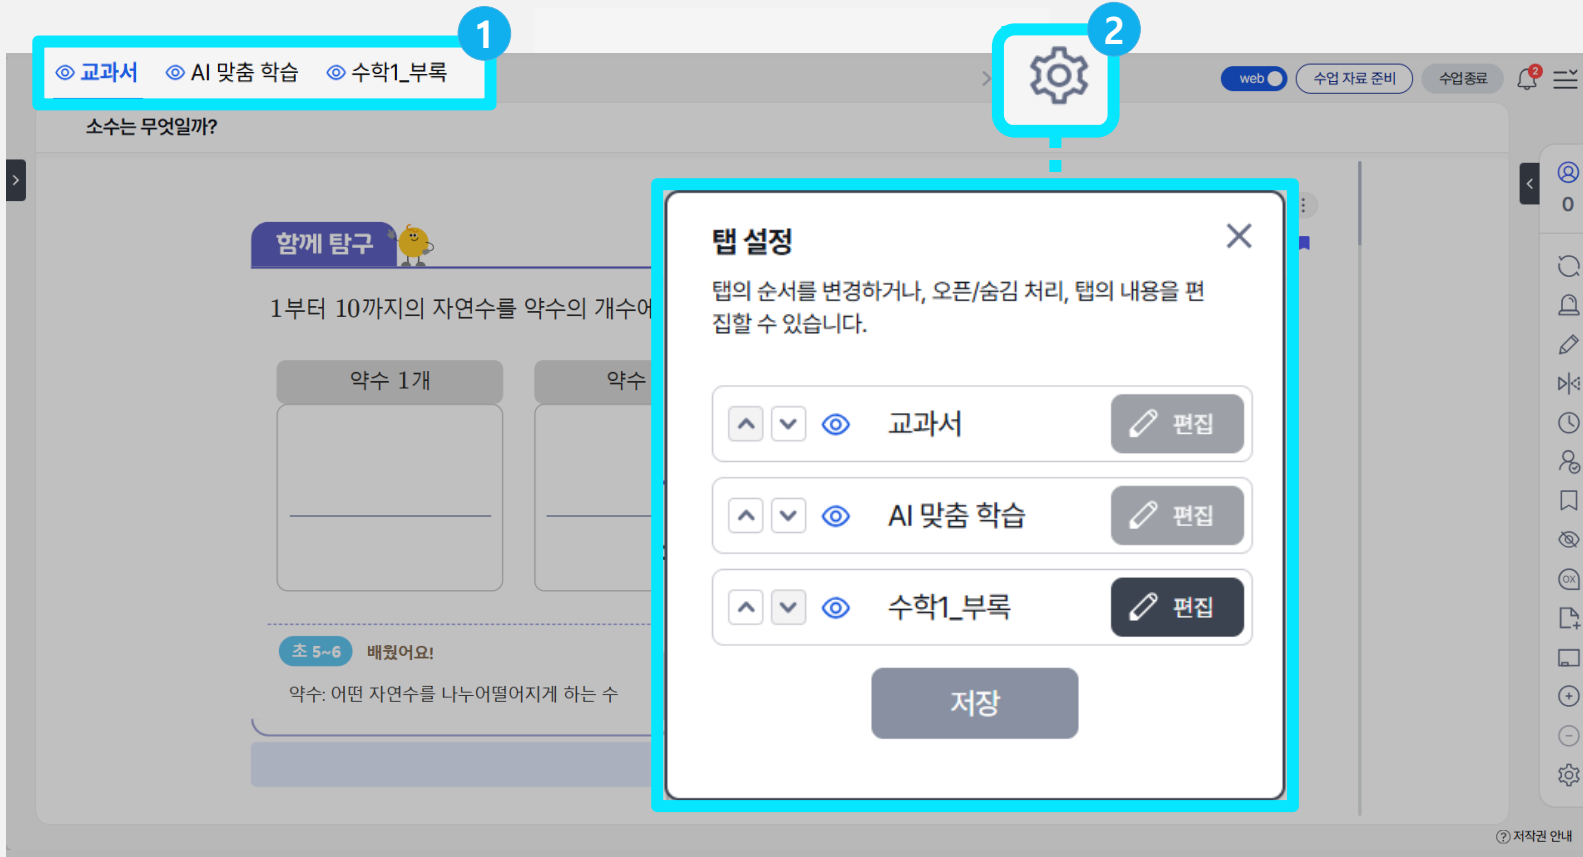 1
2
교과서 AI 맞춤 학습 수학1_부록
web 수업 자료 준비 수업종료 2
소수는 무엇일까?
0
함께 탐구
1부터 10까지의 자연수를 약수의 개수에
약수 1개 약수
초 5~6 배웠어요!
약수: 어떤 자연수를 나누어떨어지게 하는 수
탭 설정
탭의 순서를 변경하거나, 오픈/숨김 처리, 탭의 내용을 편
집할 수 있습니다.
교과서 편집
AI 맞춤 학습 편집
수학1_부록 편집
저장
OX
? 저작권 안내